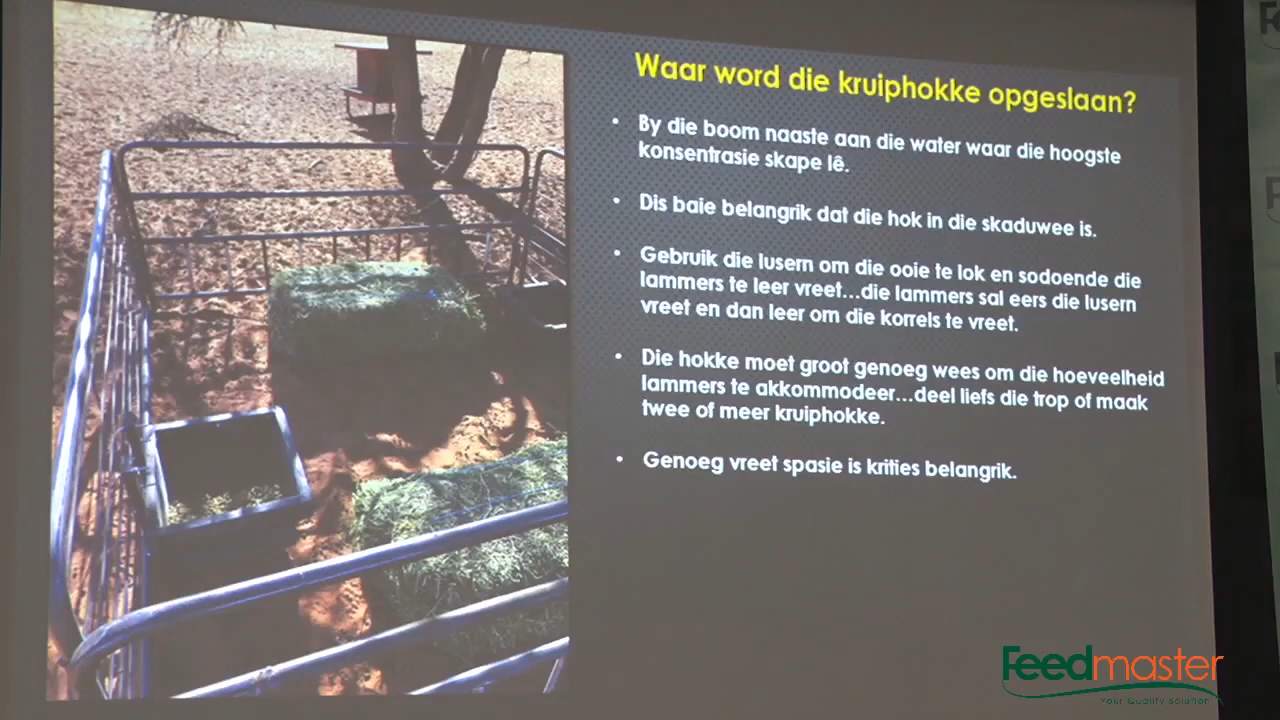 Waar word die kruiphokke opgeslaan?
• By die boom naaste aan die water waar die hoogste
konsentrasie skape lê.
• Dis baie belangrik dat die hok in die skaduwee is.
• Gebruik die lusern om die ooie te lok en sodoende die
lammers te leer vreet...die lammers sal eers die lusern
vreet en dan leer om die korrels te vreet.
• Die hokke moet groot genoeg wees om die hoeveelheid
lammers te akkommodeer...deel liefs die trop of maak
twee of meer kruiphokke.
• Genoeg vreet spasie is krities belangrik.
Feedmaster
Your Quality Solution